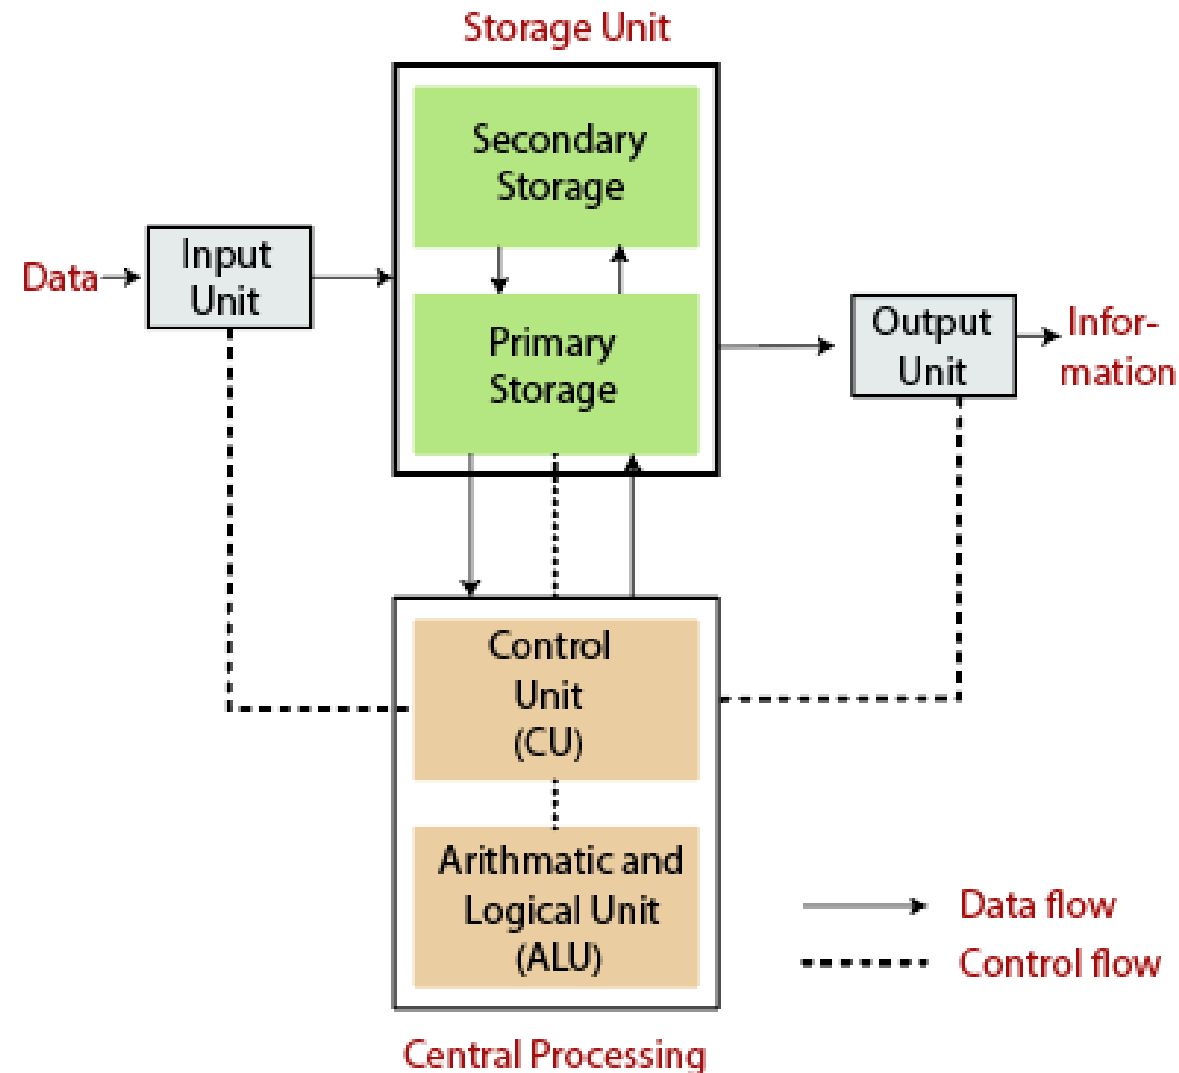 Storage Unit
Secondary
Storage
Data
Input
Unit
Primary
Storage
Output
Unit
Infor-
mation
Control
Unit
(CU)
Arithmatic and
Logical Unit
(ALU)
Data flow
Control flow
Central Processing